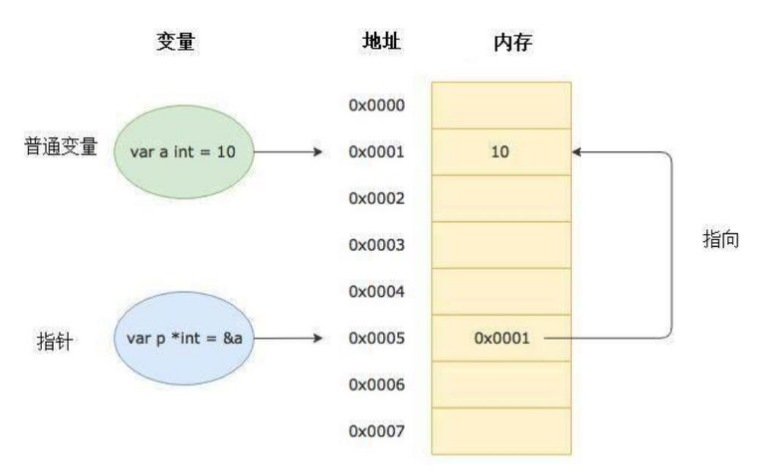 变量 地址 内存
0x0000
普通变量 var a int = 10 0x0001 10
0x0002
0x0003
指向
0x0004
指针 var p *int = &a 0x0005 0x0001
0x0006
0x0007